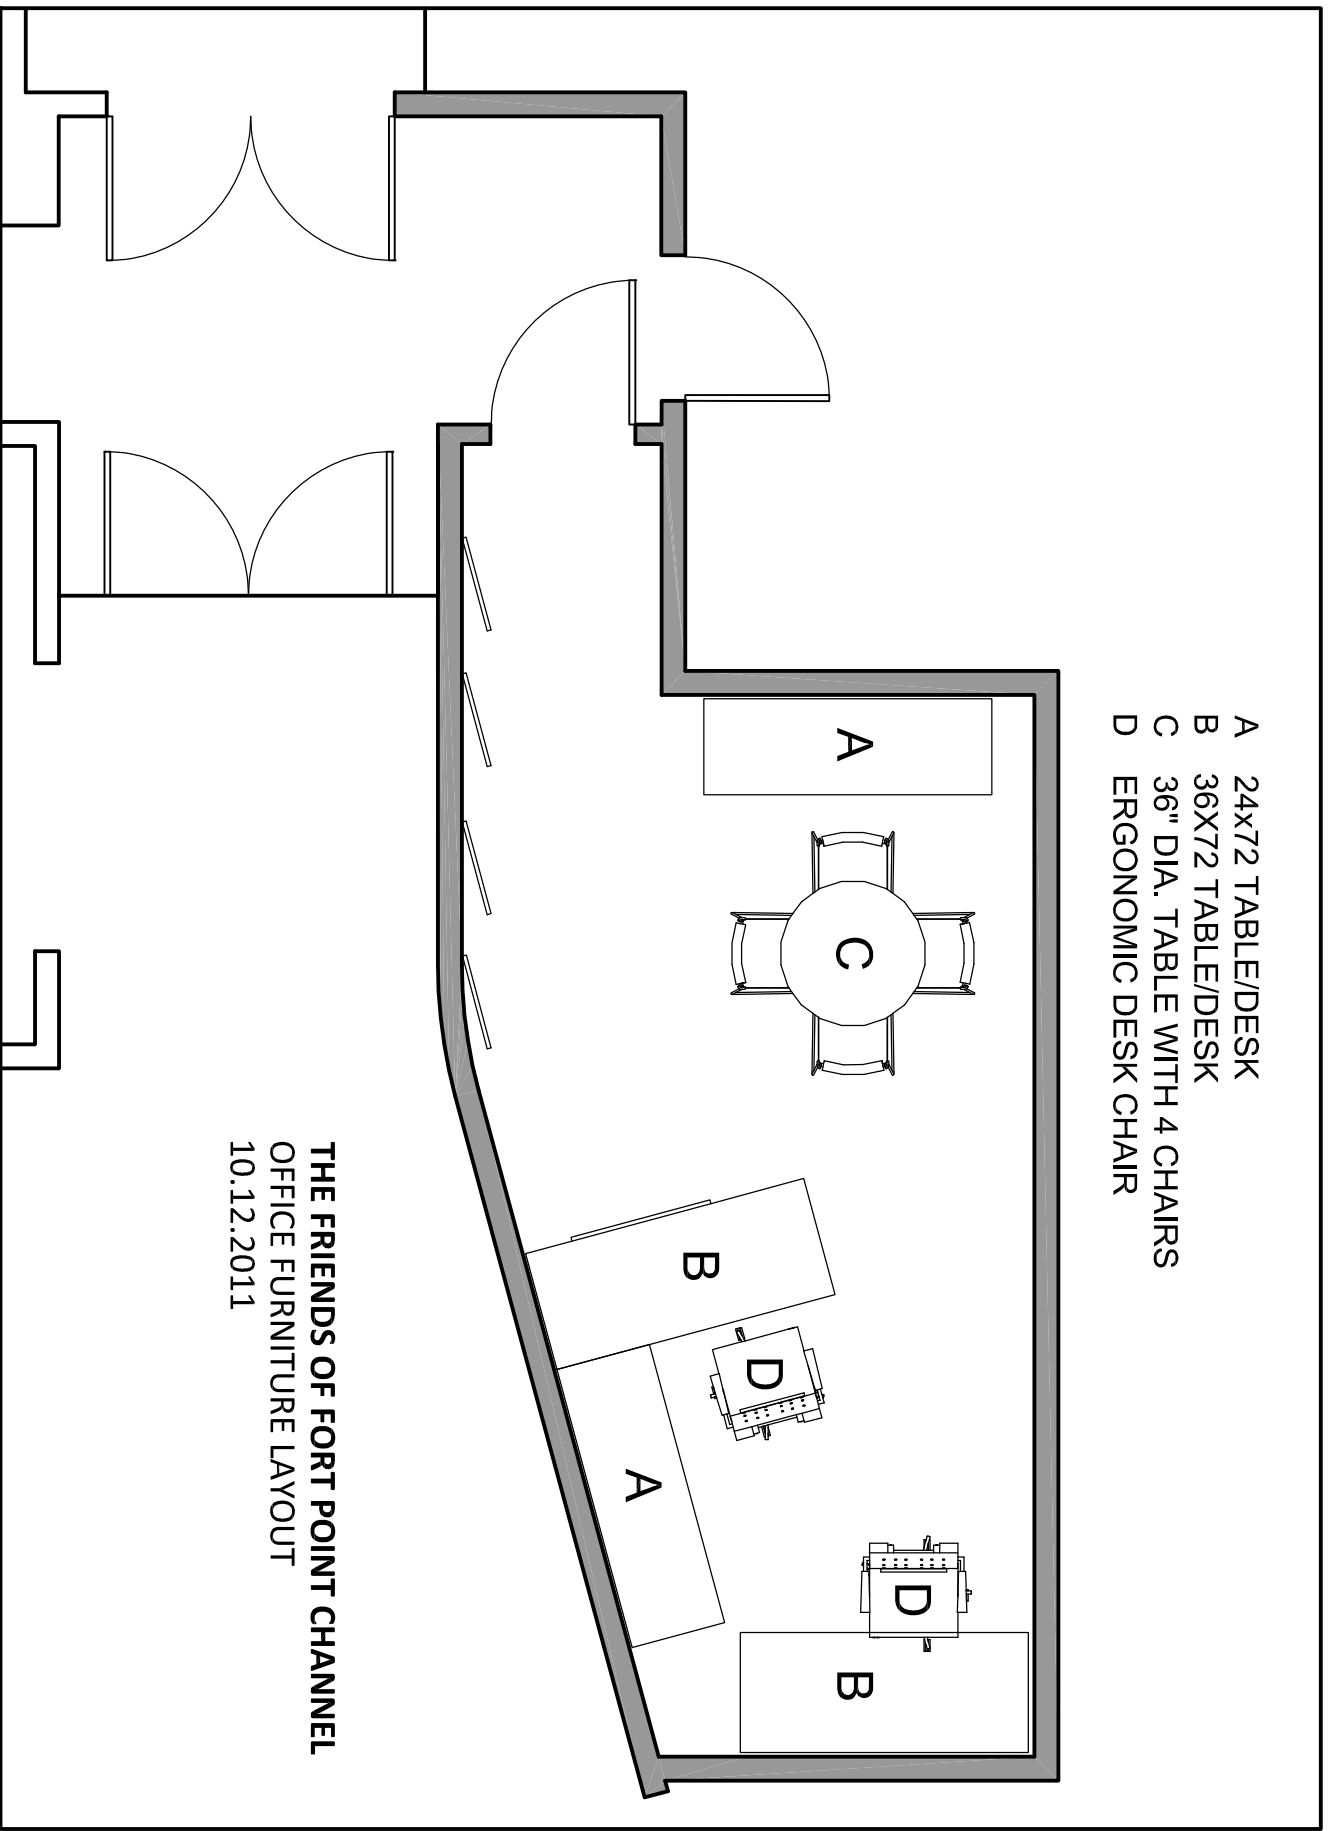 A 24x72 TABLE/DESK
B 36X72 TABLE/DESK
C 36" DIA. TABLE WITH 4 CHAIRS
D ERGONOMIC DESK CHAIR
A
C
B
D
A
D
B
THE FRIENDS OF FORT POINT CHANNEL
OFFICE FURNITURE LAYOUT
10.12.2011